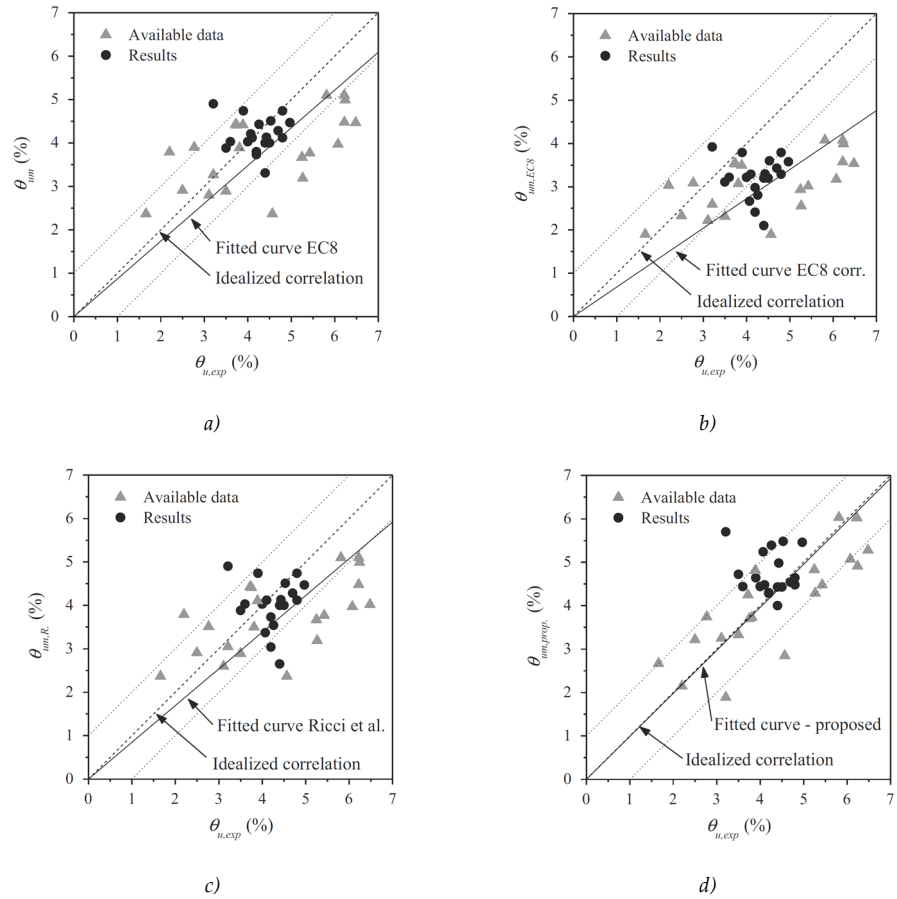 7
6
5
4
3
2
1
0
θum (%)
Available data
Results
Fitted curve EC8
Idealized correlation
0 1 2 3 4 5 6 7
θu,exp (%)
a)
7
6
5
4
3
2
1
0
θum,EC8 (%)
Available data
Results
Fitted curve EC8 corr.
Idealized correlation
0 1 2 3 4 5 6 7
θu,exp (%)
b)
7
6
5
4
3
2
1
0
θum,R. (%)
Available data
Results
Fitted curve Ricci et al.
Idealized correlation
0 1 2 3 4 5 6 7
θu,exp (%)
c)
7
6
5
4
3
2
1
0
θum,prop. (%)
Available data
Results
Fitted curve - proposed
Idealized correlation
0 1 2 3 4 5 6 7
θu,exp (%)
d)